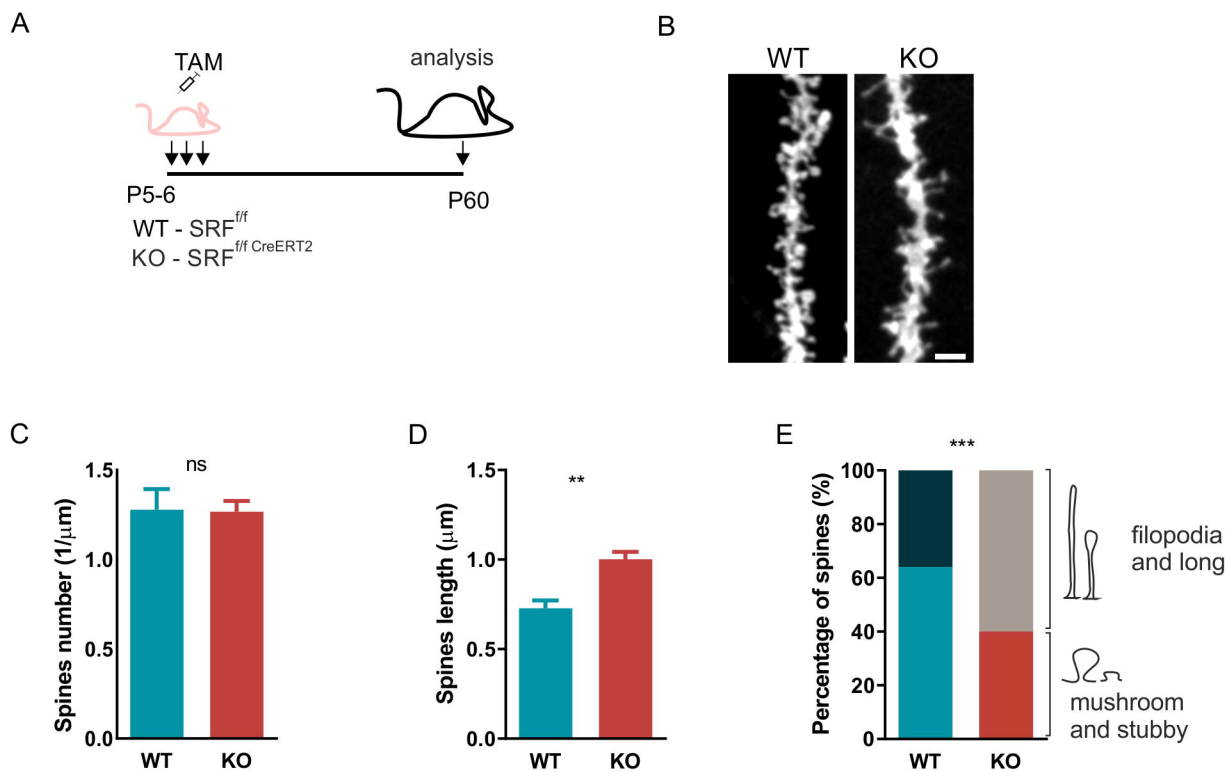 A
TAM
analysis
P5-6
P60
WT - SRF^f/f
KO - SRF^f/f CreERT2
B
WT
KO
C
ns
Spines number (1/μm)
1.5
1.0
0.5
0.0
WT
KO
D
**
Spines length (μm)
1.5
1.0
0.5
0.0
WT
KO
E
***
Percentage of spines (%)
100
80
60
40
20
0
WT
KO
filopodia
and long
mushroom
and stubby